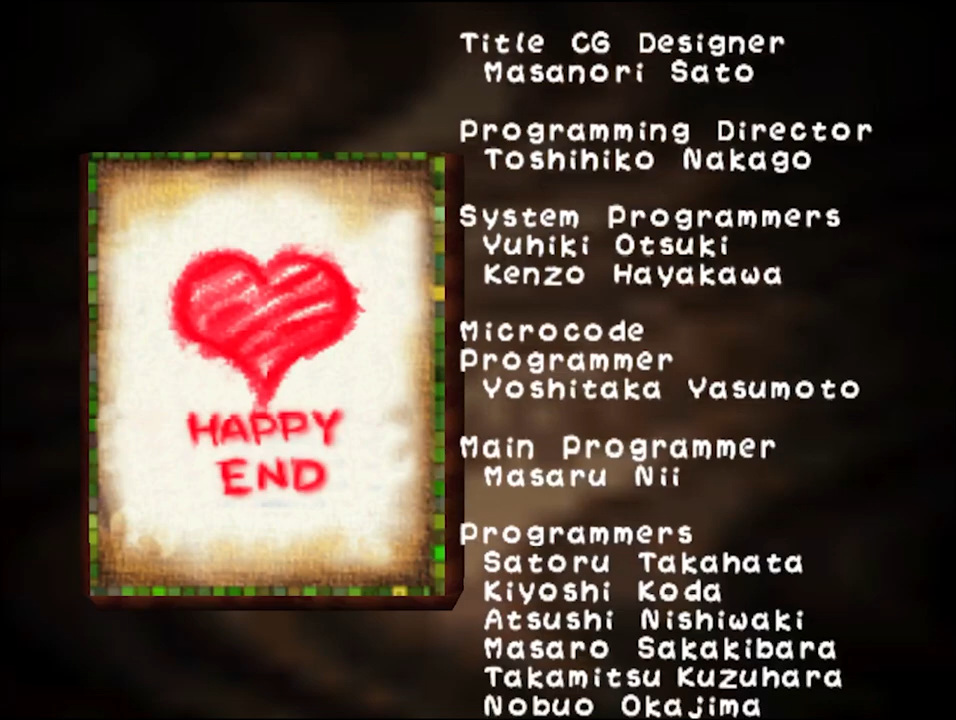 Title CG Designer
Masanori Sato
Programming Director
Toshihiko Nakago
System Programmers
Yuhiki Otsuki
Kenzo Hayakawa
Microcode
Programmer
Yoshitaka Yasumoto
Main Programmer
Masaru Nii
Programmers
Satoru Takahata
Kiyoshi Koda
Atsushi Nishiwaki
Masaro Sakakibara
Takamitsu Kuzuhara
Nobuo Okajima
HAPPY
END